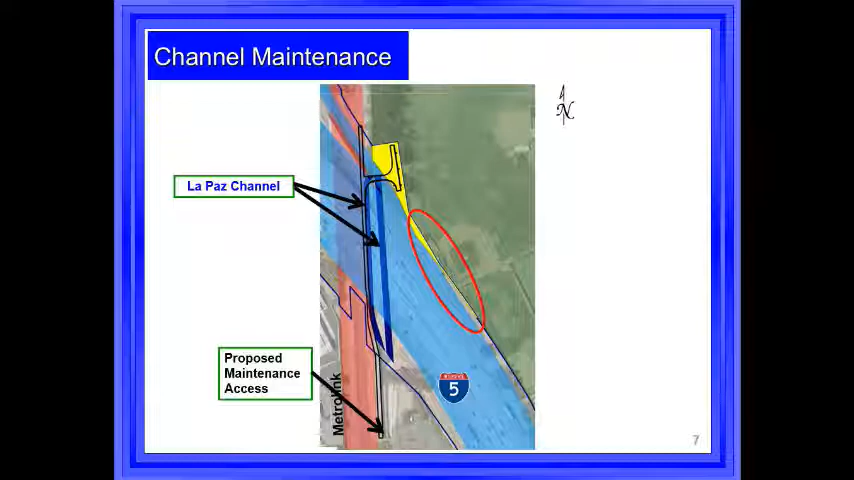 Channel Maintenance
N
La Paz Channel
Proposed
Maintenance
Access
Metrolink
5
7